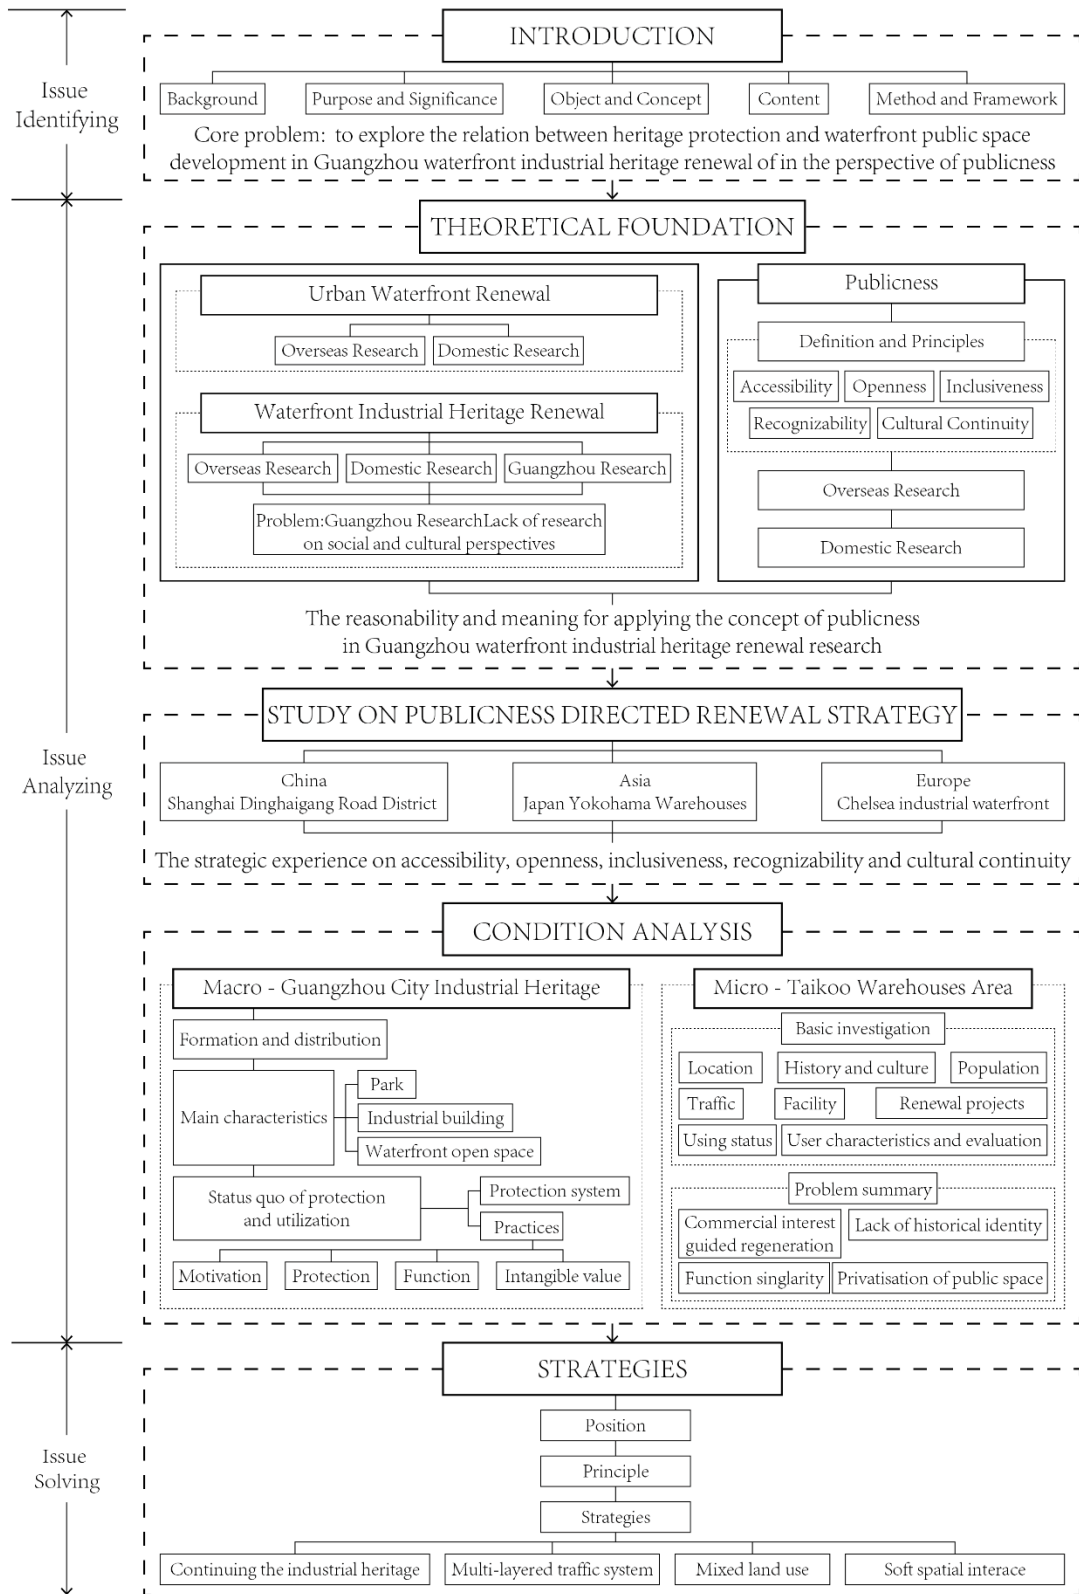 INTRODUCTION
Issue
Identifying
Background
Purpose and Significance
Object and Concept
Content
Method and Framework
Core problem: to explore the relation between heritage protection and waterfront public space
development in Guangzhou waterfront industrial heritage renewal of in the perspective of publicness
THEORETICAL FOUNDATION
Urban Waterfront Renewal
Overseas Research
Domestic Research
Waterfront Industrial Heritage Renewal
Overseas Research
Domestic Research
Guangzhou Research
Problem:Guangzhou ResearchLack of research
on social and cultural perspectives
Publicness
Definition and Principles
Accessibility
Openness
Inclusiveness
Recognizability
Cultural Continuity
Overseas Research
Domestic Research
The reasonability and meaning for applying the concept of publicness
in Guangzhou waterfront industrial heritage renewal research
Issue
Analyzing
STUDY ON PUBLICNESS DIRECTED RENEWAL STRATEGY
China
Shanghai Dinghaigang Road District
Asia
Japan Yokohama Warehouses
Europe
Chelsea industrial waterfront
The strategic experience on accessibility, openness, inclusiveness, recognizability and cultural continuity
CONDITION ANALYSIS
Macro - Guangzhou City Industrial Heritage
Formation and distribution
Main characteristics
Park
Industrial building
Waterfront open space
Status quo of protection
and utilization
Protection system
Practices
Motivation
Protection
Function
Intangible value
Micro - Taikoo Warehouses Area
Basic investigation
Location
History and culture
Population
Traffic
Facility
Renewal projects
Using status
User characteristics and evaluation
Problem summary
Commercial interest
guided regeneration
Lack of historical identity
Function singlarity
Privatisation of public space
STRATEGIES
Issue
Solving
Position
Principle
Strategies
Continuing the industrial heritage
Multi-layered traffic system
Mixed land use
Soft spatial interace